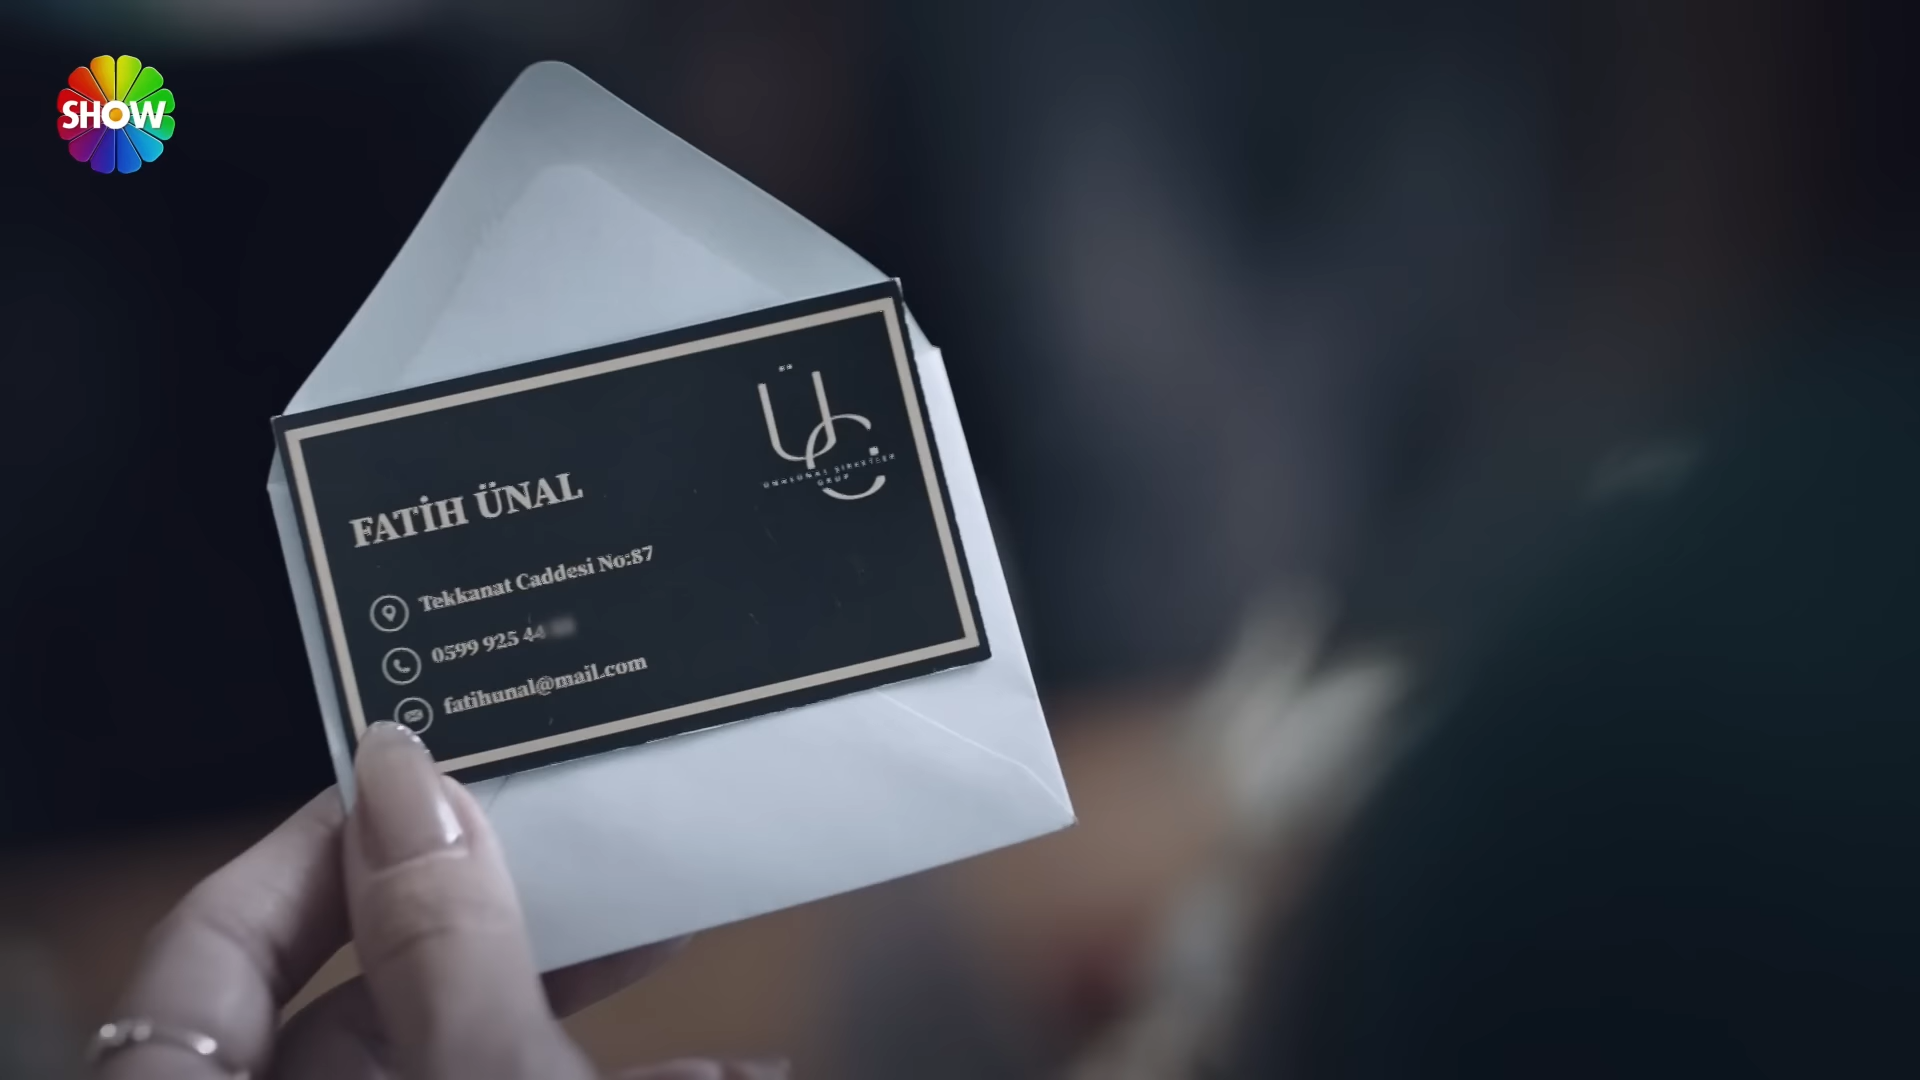 SHOW
ÜÇ
FATİH ÜNAL
Tekkanat Caddesi No:87
0599 925 44
fatihunal@mail.com